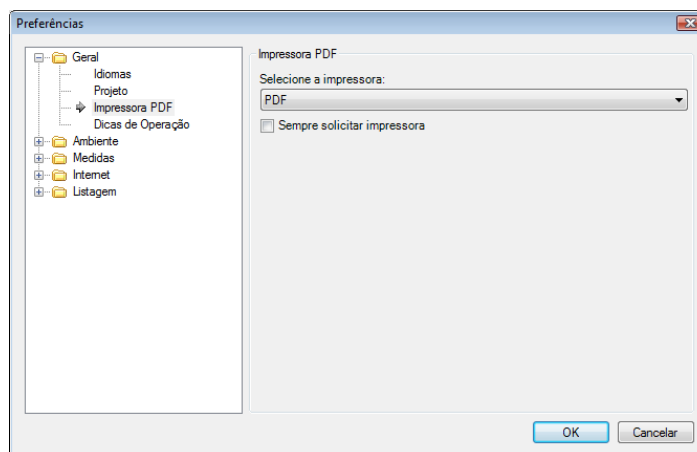 Preferências
Geral
Idiomas
Projeto
Impressora PDF
Dicas de Operação
Ambiente
Medidas
Internet
Listagem
Impressora PDF
Selecione a impressora:
PDF
Sempre solicitar impressora
OK
Cancelar